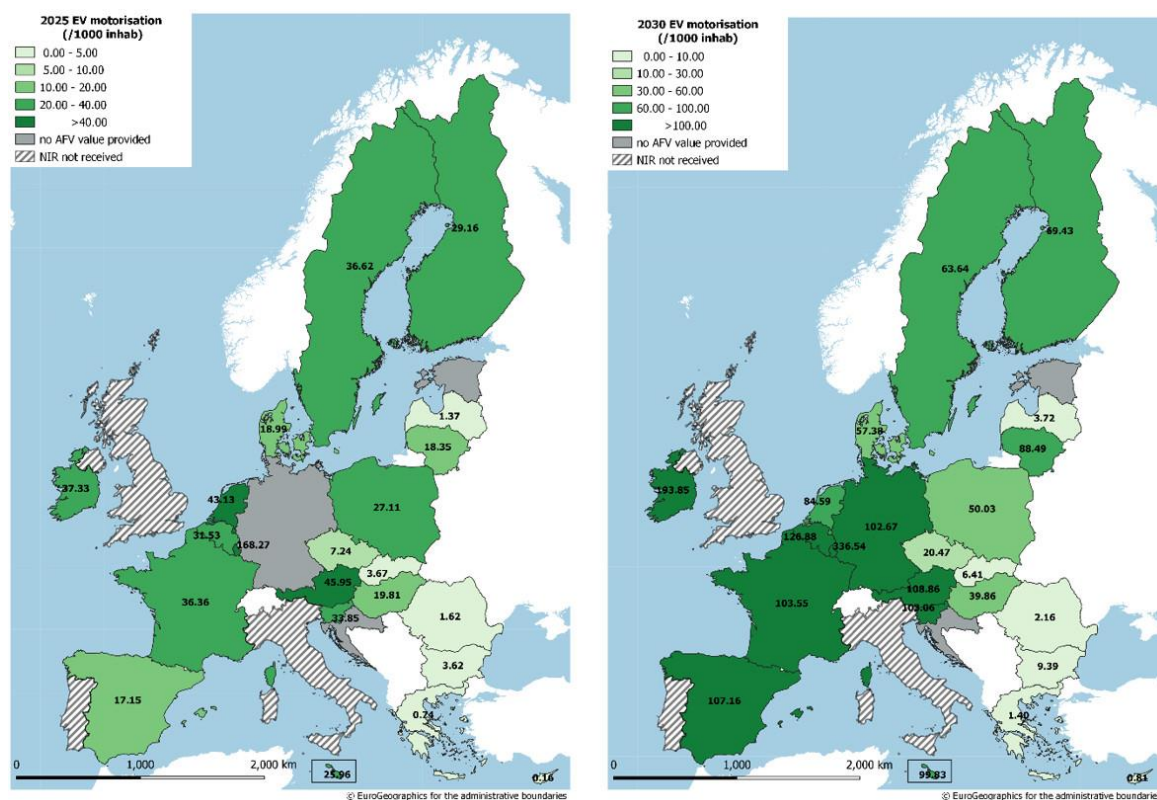 2025 EV motorisation
(/1000 inhab)
0.00 - 5.00
5.00 - 10.00
10.00 - 20.00
20.00 - 40.00
>40.00
no AFV value provided
NIR not received
29.16
36.62
1.37
18.99
18.35
37.33
43.13
27.11
31.53
168.27
7.24
3.67
45.95
19.81
36.36
33.85
1.62
3.62
17.15
0.74
25.96
0.16
0 1,000 2,000 km
© EuroGeographics for the administrative boundaries
2030 EV motorisation
(/1000 inhab)
0.00 - 10.00
10.00 - 30.00
30.00 - 60.00
60.00 - 100.00
>100.00
no AFV value provided
NIR not received
69.43
63.64
3.72
57.38
88.49
193.85
84.59
102.67
50.03
126.88
336.54
20.47
6.41
108.86
39.86
103.55
103.06
2.16
9.39
107.16
1.40
99.83
0.81
0 1,000 2,000 km
© EuroGeographics for the administrative boundaries